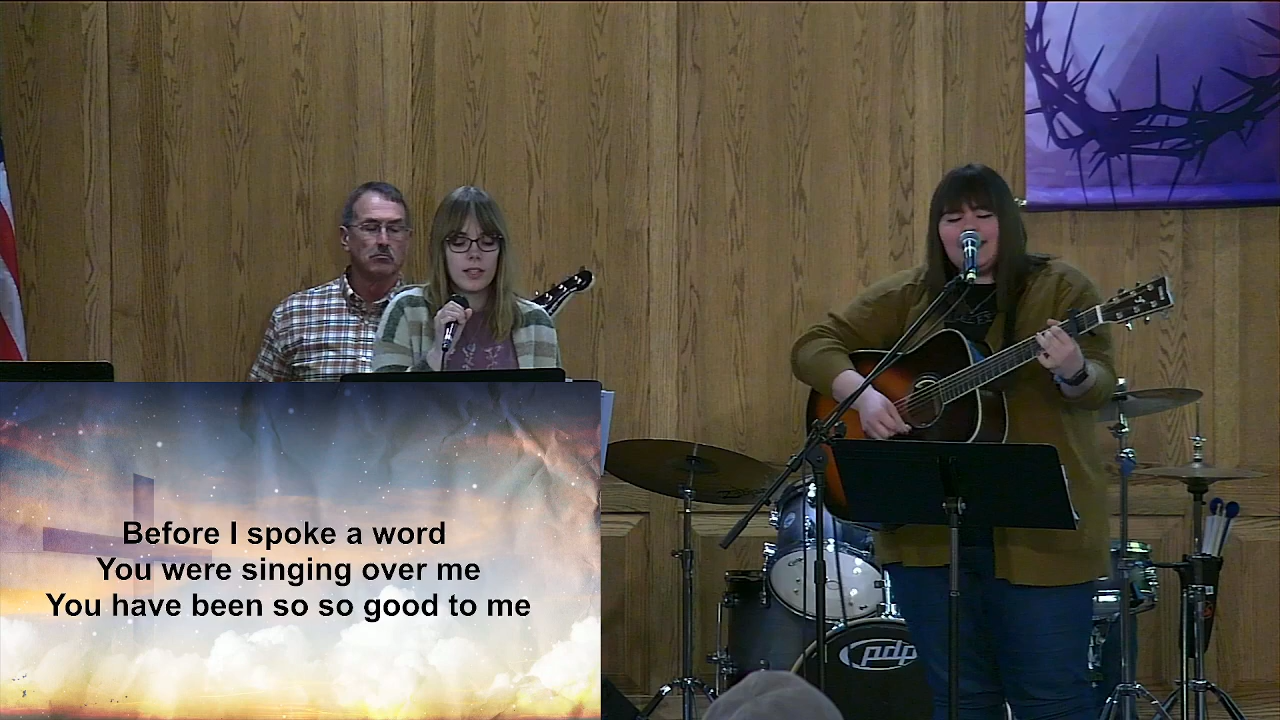 Before I spoke a word
You were singing over me
You have been so so good to me
pdp